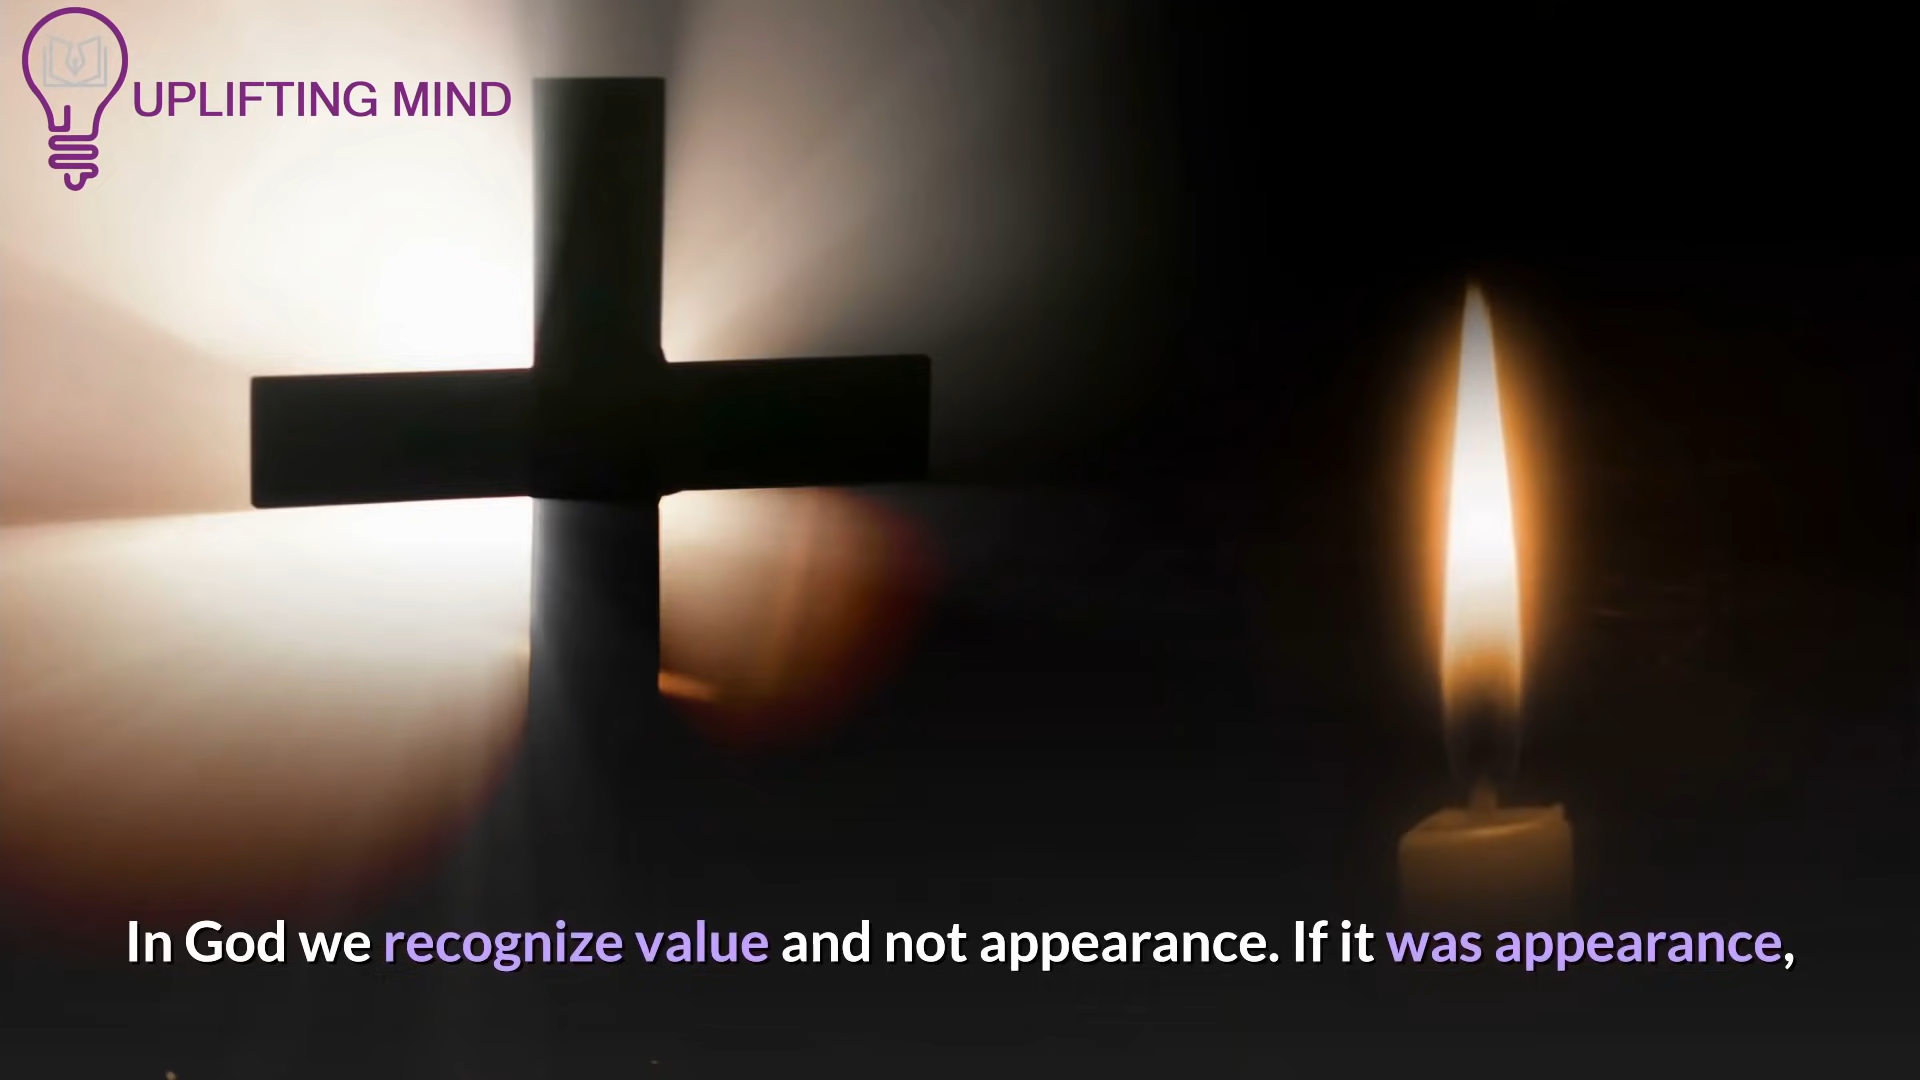 UPLIFTING MIND
In God we recognize value and not appearance. If it was appearance,